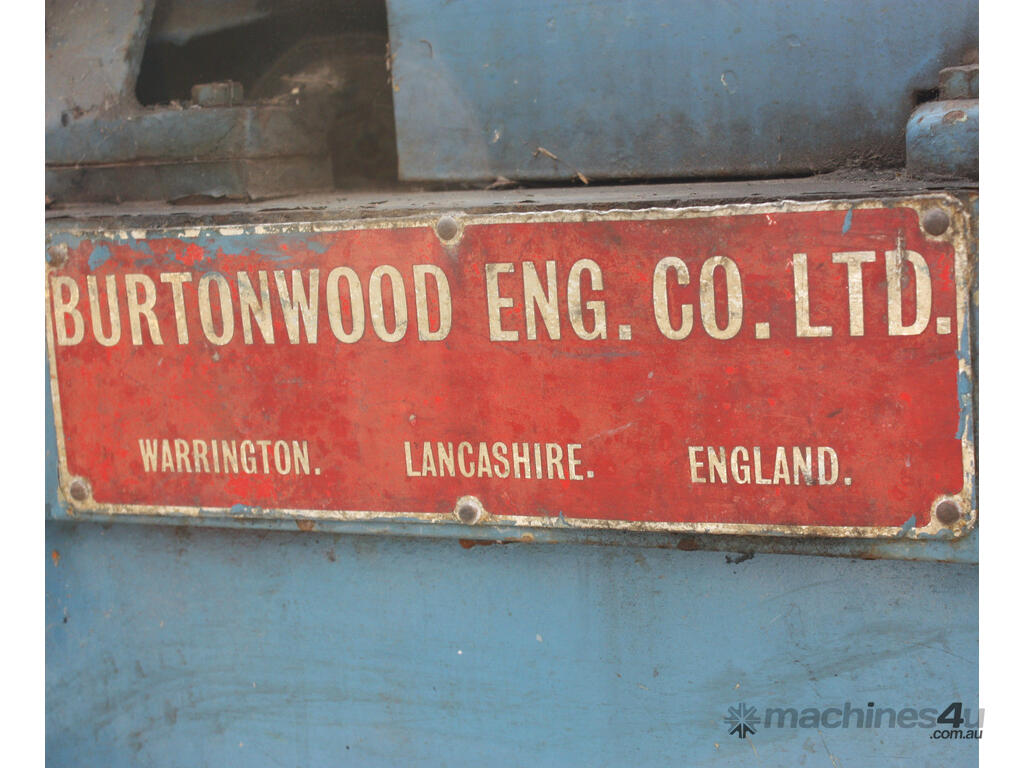 BURTONWOOD ENG. CO. LTD.
WARRINGTON. LANCASHIRE. ENGLAND.
machines4u
.com.au